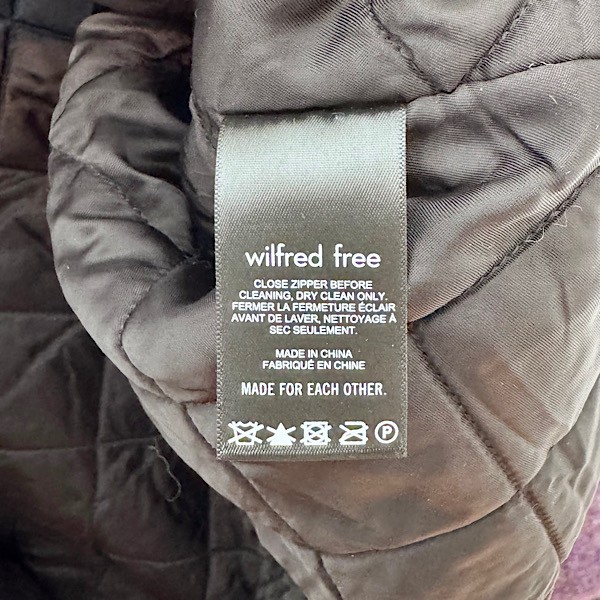 wilfred free
CLOSE ZIPPER BEFORE
CLEANING, DRY CLEAN ONLY.
FERMER LA FERMETURE ÉCLAIR
AVANT DE LAVER, NETTOYAGE À
SEC SEULEMENT.
MADE IN CHINA
FABRIQUÉ EN CHINE
MADE FOR EACH OTHER.
P